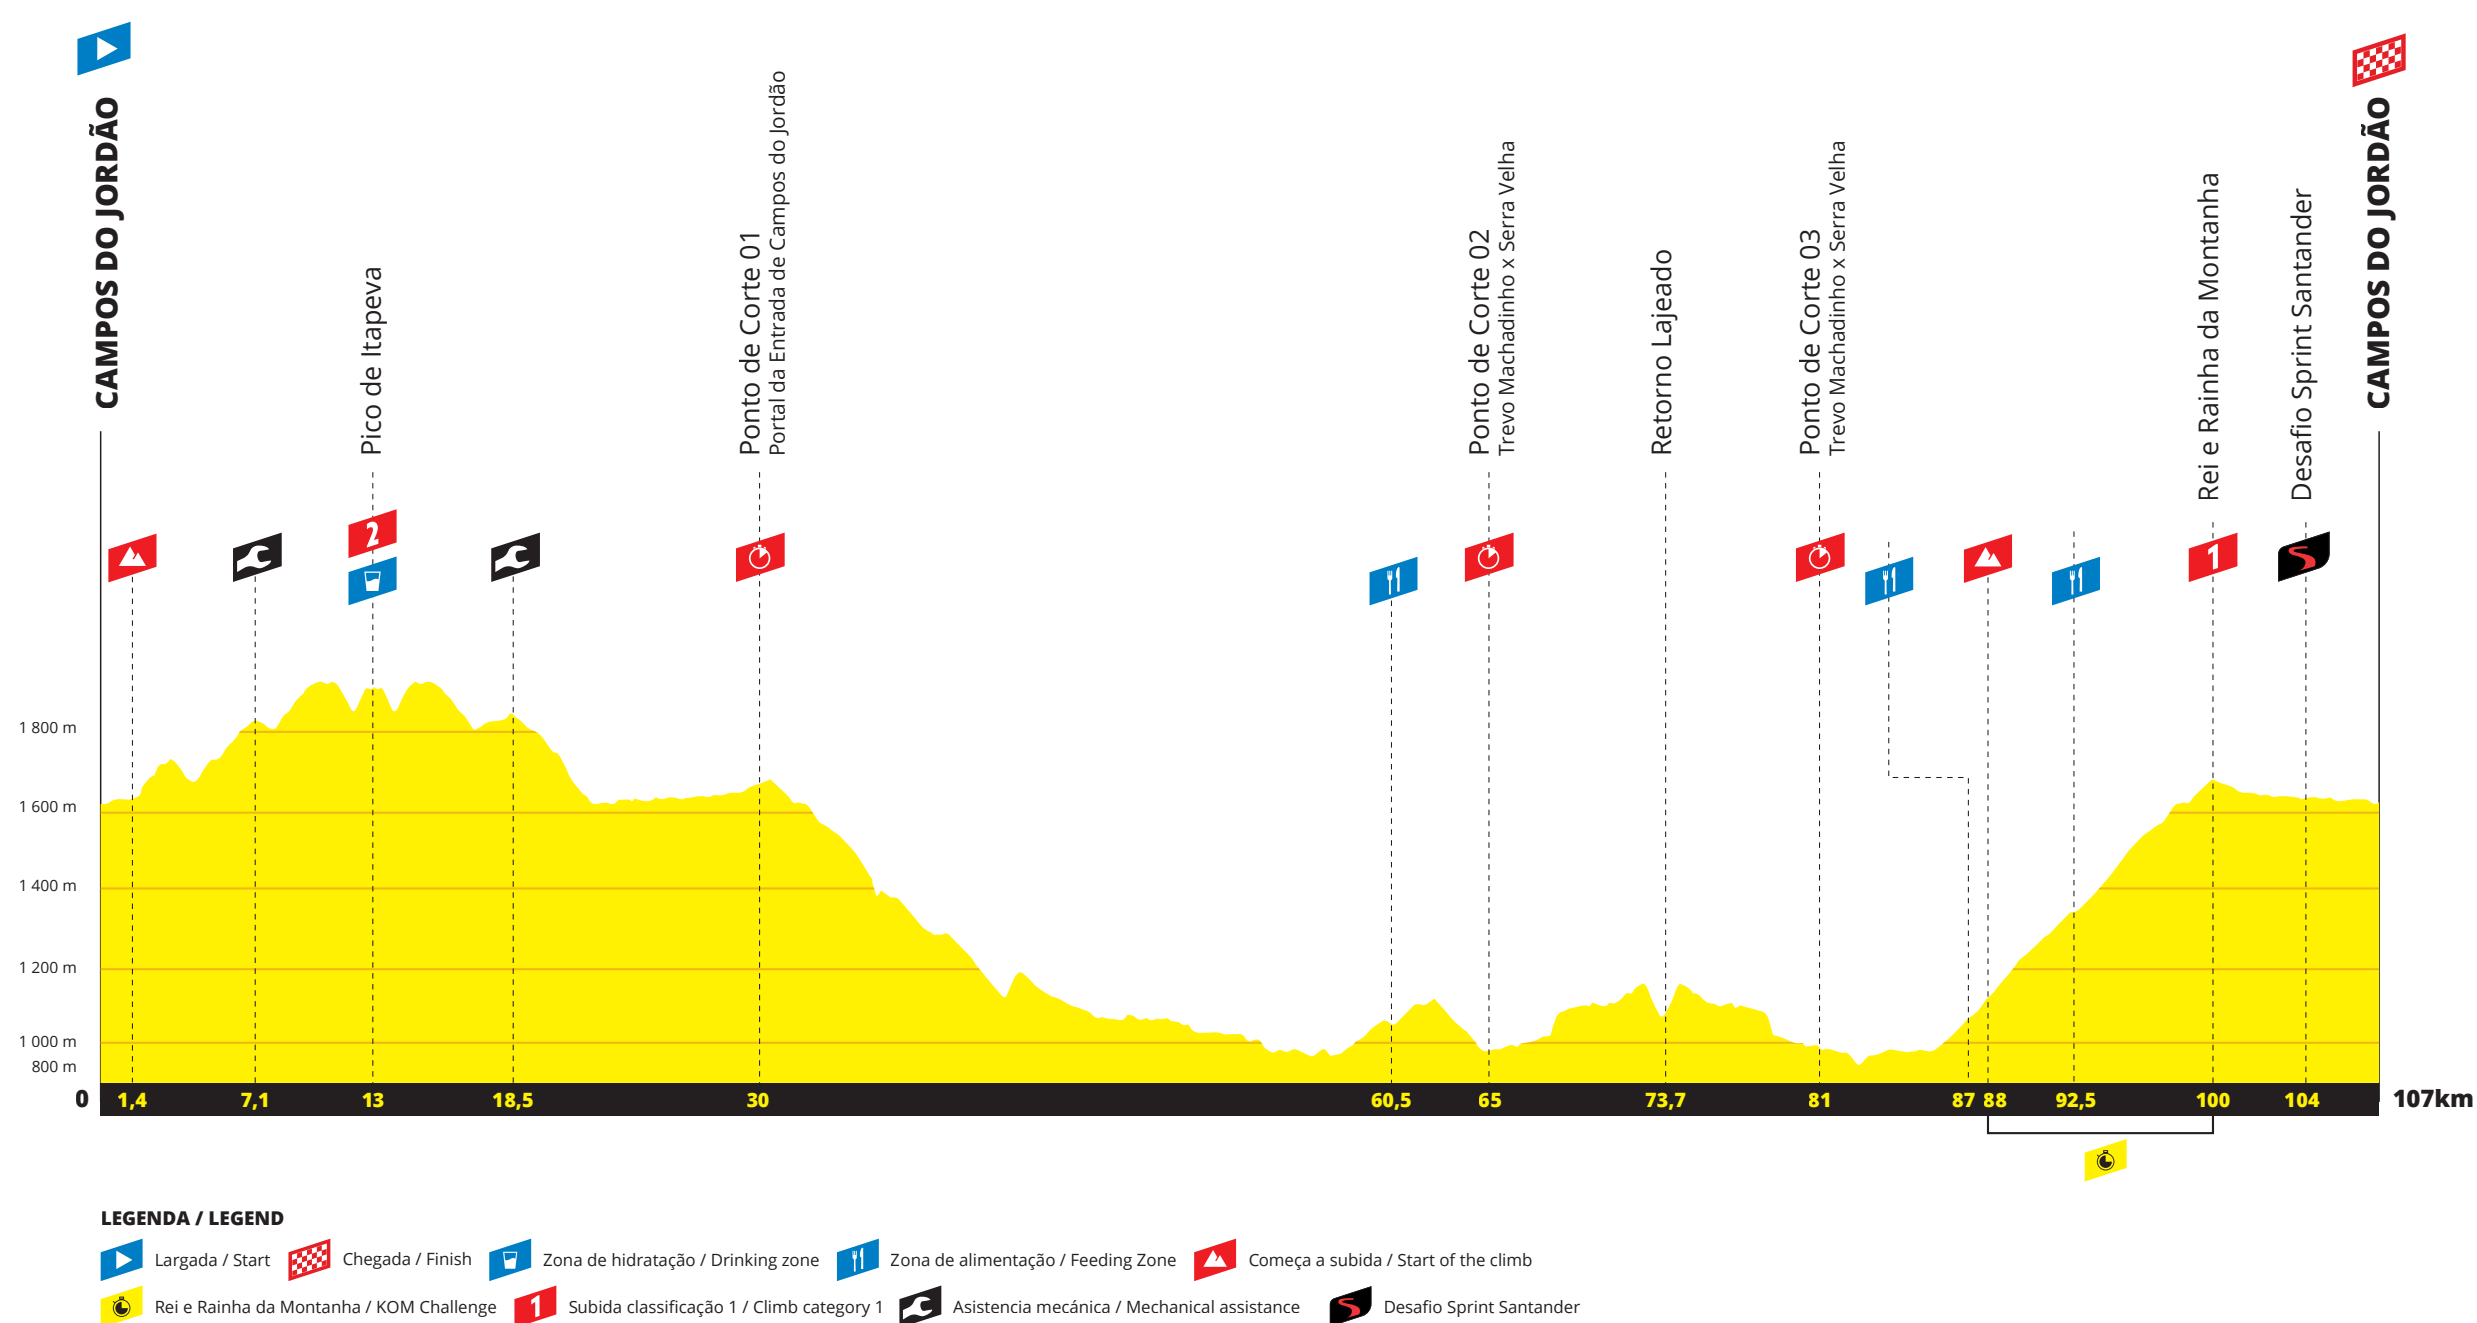 CAMPOS DO JORDÃO
Pico de Itapeva
Ponto de Corte 01
Portal da Entrada de Campos do Jordão
Ponto de Corte 02
Trevo Machadinho x Serra Velha
Retorno Lajeado
Ponto de Corte 03
Trevo Machadinho x Serra Velha
Rei e Rainha da Montanha
Desafio Sprint Santander
CAMPOS DO JORDÃO
2
1
1 800 m
1 600 m
1 400 m
1 200 m
1 000 m
800 m
0 1,4 7,1 13 18,5 30 60,5 65 73,7 81 87 88 92,5 100 104 107km
LEGENDA / LEGEND
Largada / Start Chegada / Finish Zona de hidratação / Drinking zone Zona de alimentação / Feeding Zone Começa a subida / Start of the climb
Rei e Rainha da Montanha / KOM Challenge 1 Subida classificação 1 / Climb category 1 Asistencia mecánica / Mechanical assistance Desafio Sprint Santander